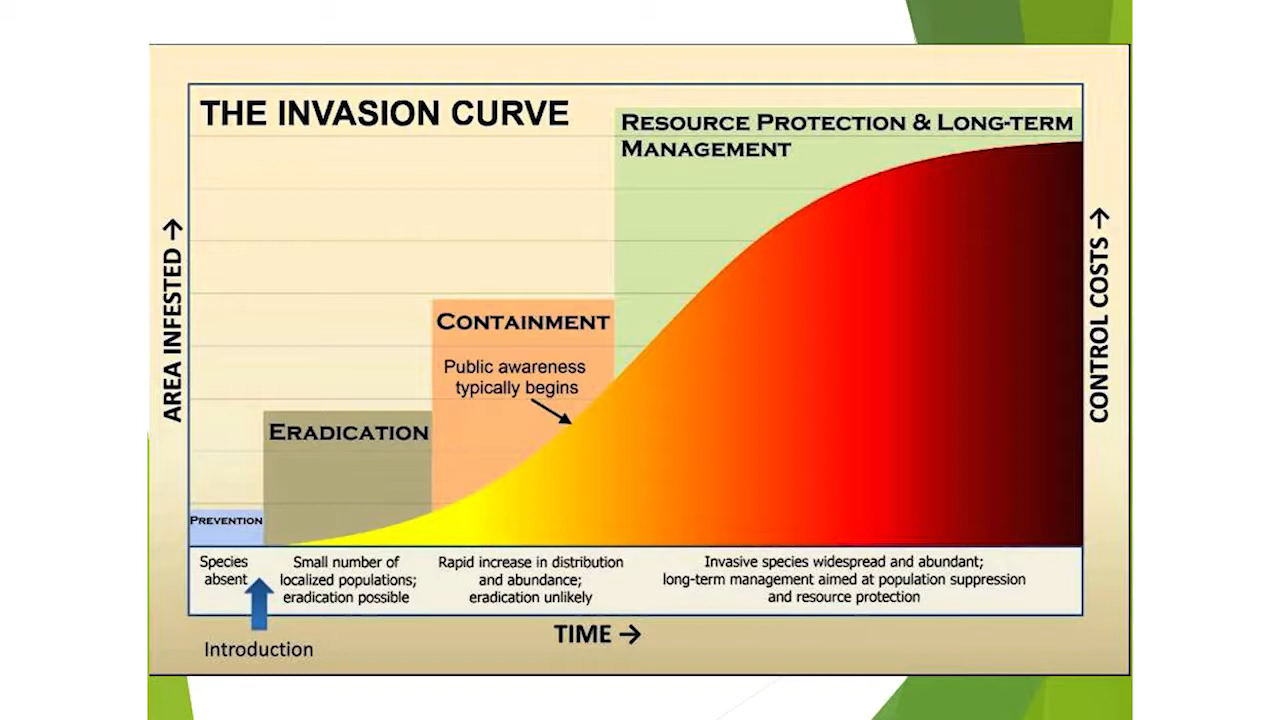 THE INVASION CURVE
RESOURCE PROTECTION & LONG-TERM
MANAGEMENT
AREA INFESTED →
CONTROL COSTS →
CONTAINMENT
Public awareness
typically begins
ERADICATION
PREVENTION
Species
absent
Small number of
localized populations;
eradication possible
Rapid increase in distribution
and abundance;
eradication unlikely
Invasive species widespread and abundant;
long-term management aimed at population suppression
and resource protection
Introduction
TIME →